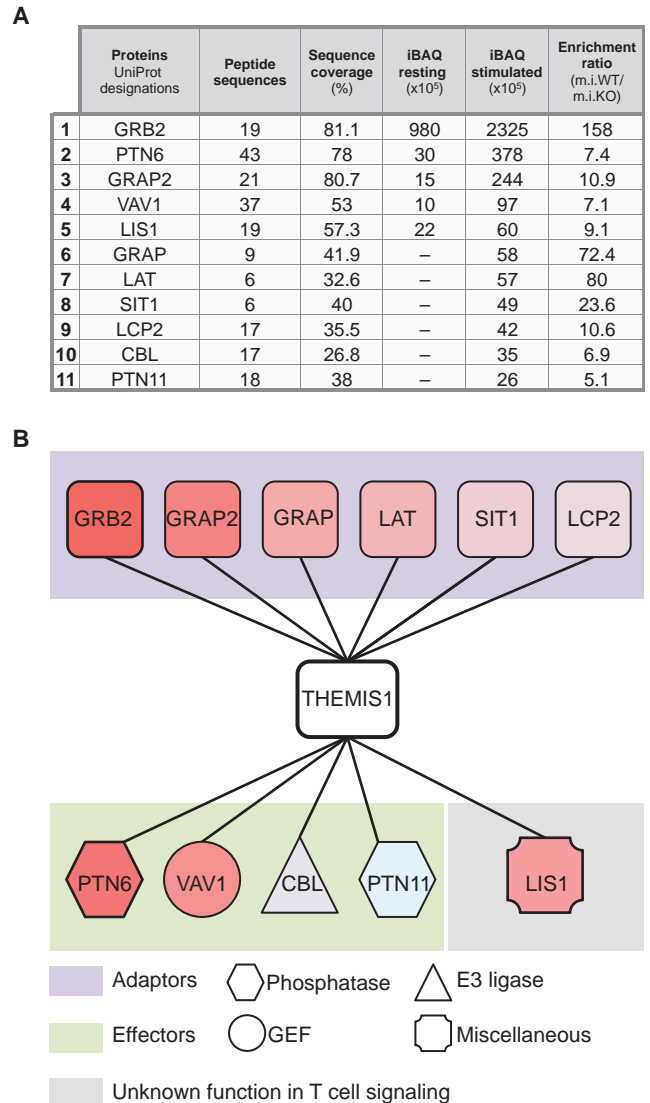 A
Proteins UniProt designations | Peptide sequences | Sequence coverage (%) | iBAQ resting (x10⁵) | iBAQ stimulated (x10⁵) | Enrichment ratio (m.i.WT/ m.i.KO)
1 GRB2 19 81.1 980 2325 158
2 PTN6 43 78 30 378 7.4
3 GRAP2 21 80.7 15 244 10.9
4 VAV1 37 53 10 97 7.1
5 LIS1 19 57.3 22 60 9.1
6 GRAP 9 41.9 – 58 72.4
7 LAT 6 32.6 – 57 80
8 SIT1 6 40 – 49 23.6
9 LCP2 17 35.5 – 42 10.6
10 CBL 17 26.8 – 35 6.9
11 PTN11 18 38 – 26 5.1
B
GRB2 GRAP2 GRAP LAT SIT1 LCP2
THEMIS1
PTN6 VAV1 CBL PTN11 LIS1
Adaptors Phosphatase E3 ligase
Effectors GEF Miscellaneous
Unknown function in T cell signaling